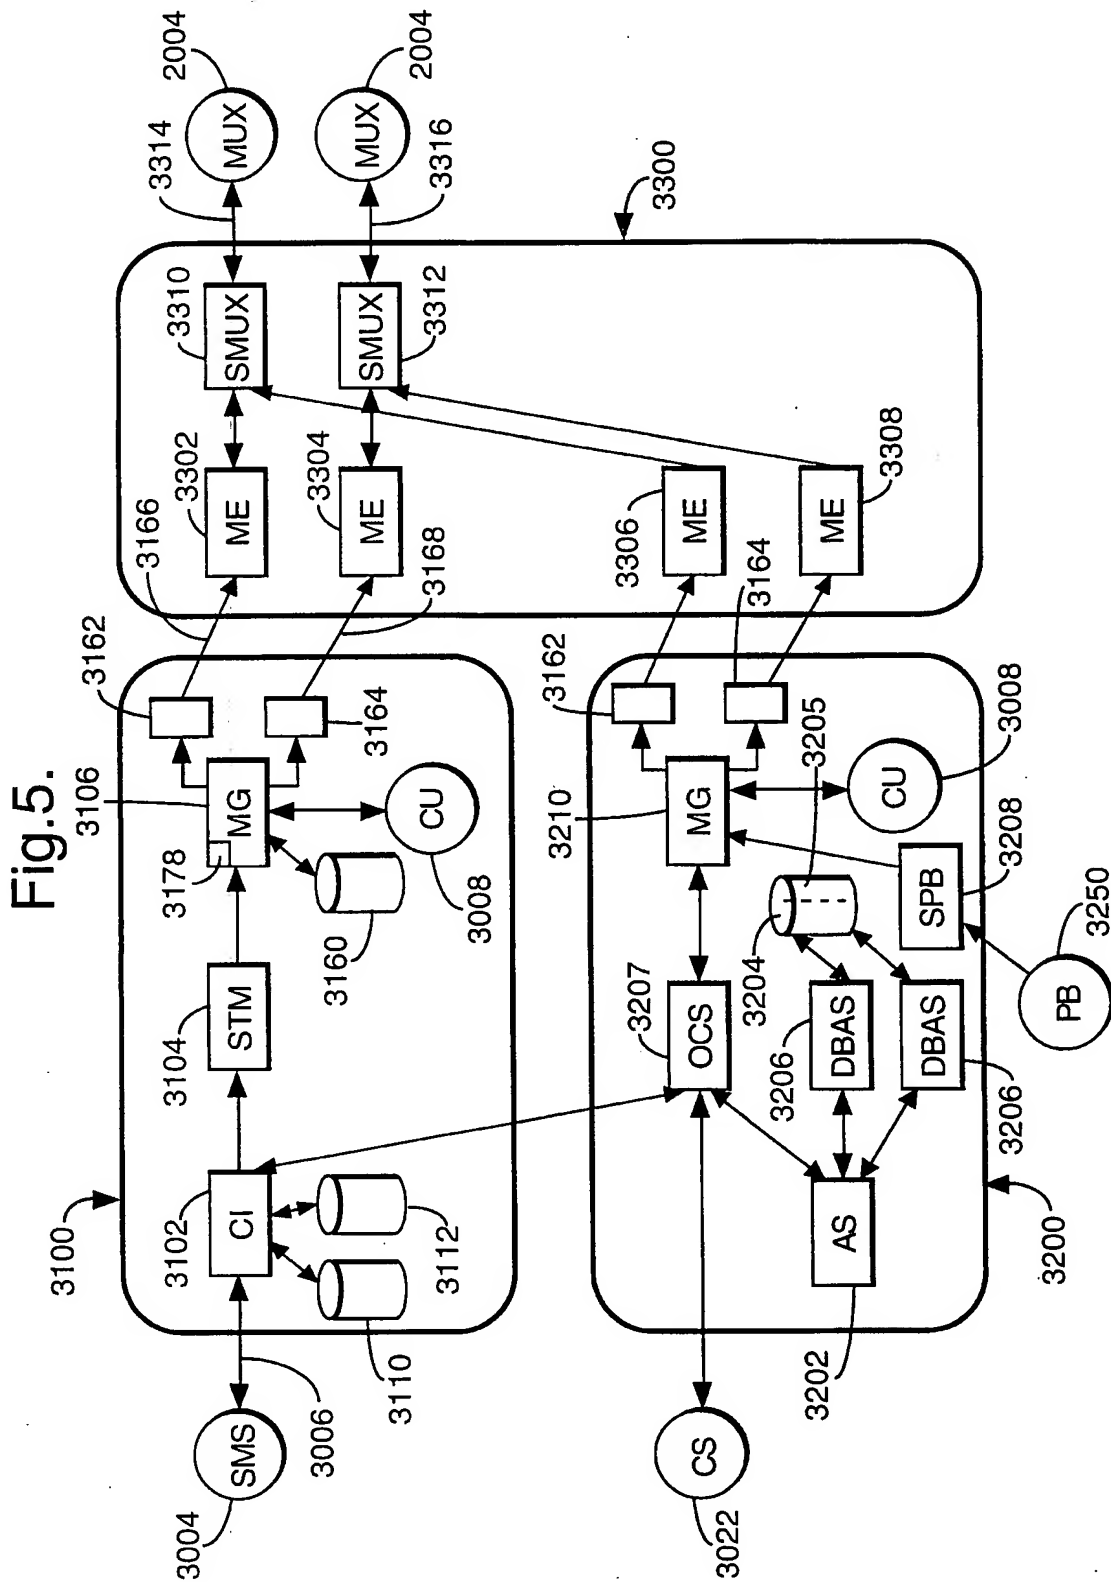 Fig.5.
3004
SMS
3006
3100
3102
CI
3110
3112
3104
STM
3106
3178
MG
3160
CU
3008
3162
3164
3166
3168
3302
ME
3304
ME
3310
SMUX
3312
SMUX
3314
MUX
2004
3316
MUX
2004
3300
3306
ME
3308
ME
3022
CS
3200
3202
AS
3207
OCS
3206
DBAS
3206
DBAS
3204
3205
3210
MG
3208
SPB
3250
PB
CU
3008
3162
3164